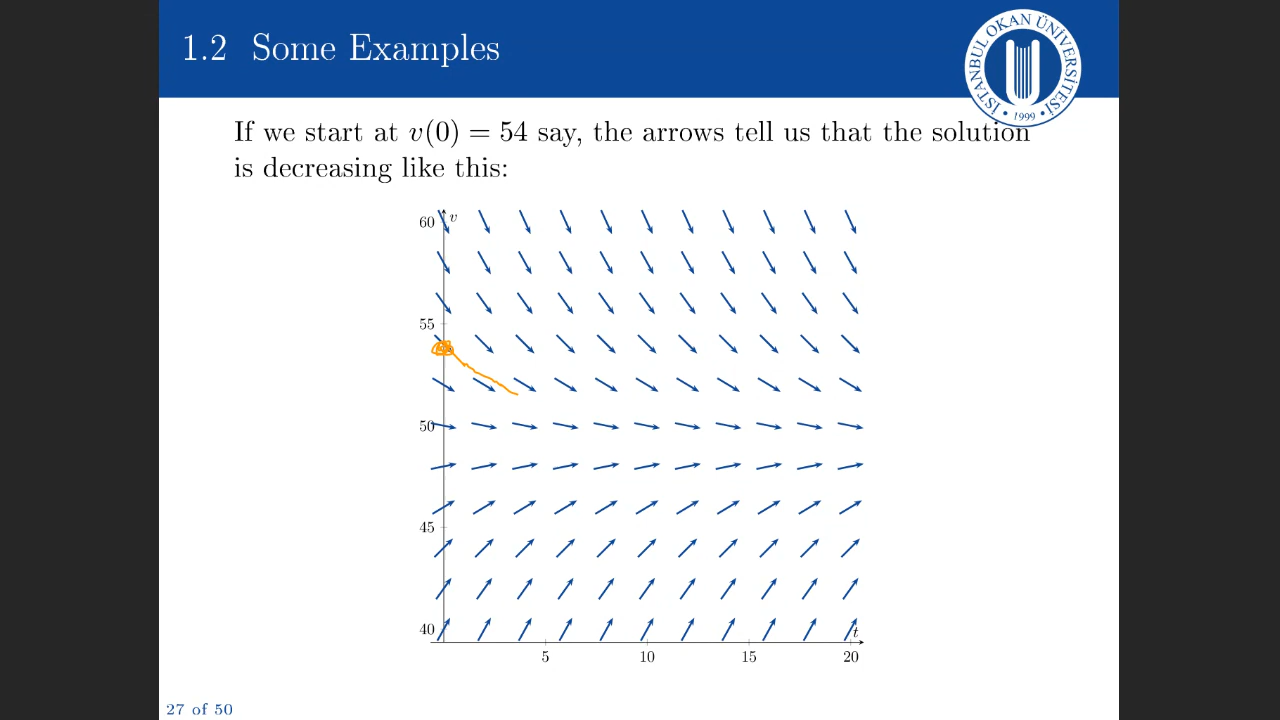 1.2 Some Examples
İSTANBUL OKAN ÜNİVERSİTESİ
• 1999 •
If we start at v(0) = 54 say, the arrows tell us that the solution
is decreasing like this:
60
v
55
50
45
40
t
5 10 15 20
27 of 50